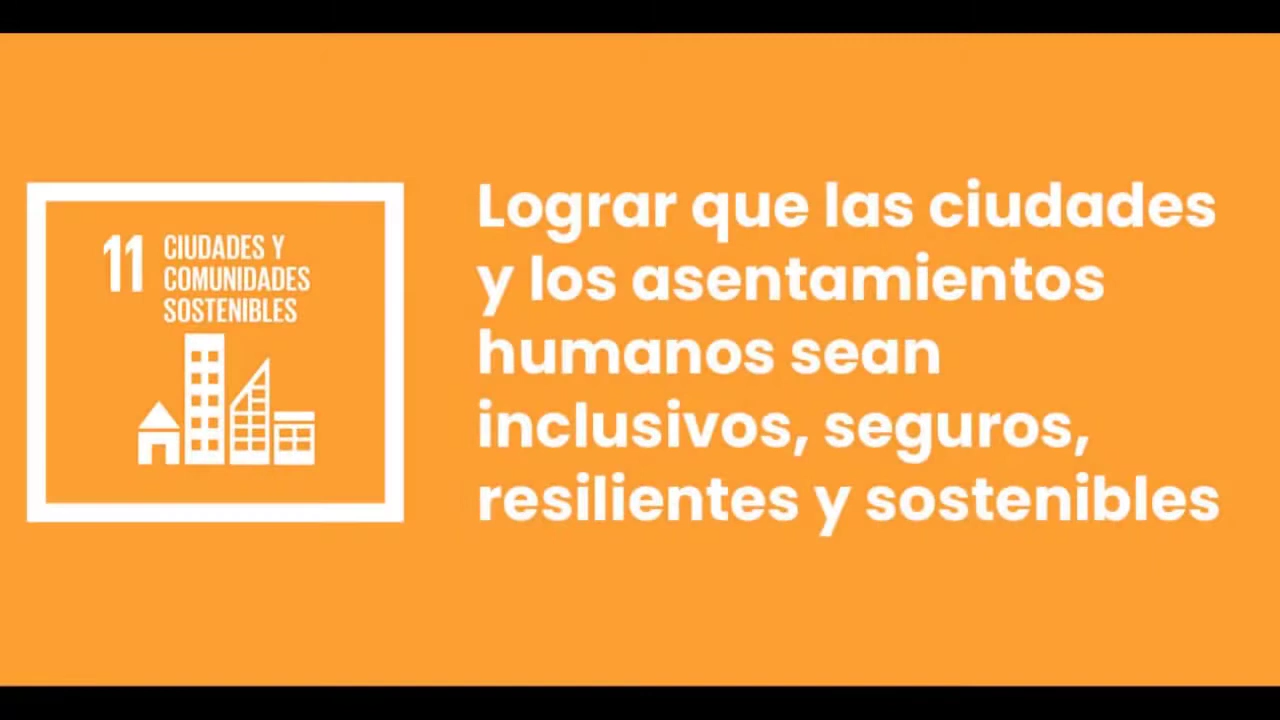 11
CIUDADES Y
COMUNIDADES
SOSTENIBLES
Lograr que las ciudades
y los asentamientos
humanos sean
inclusivos, seguros,
resilientes y sostenibles